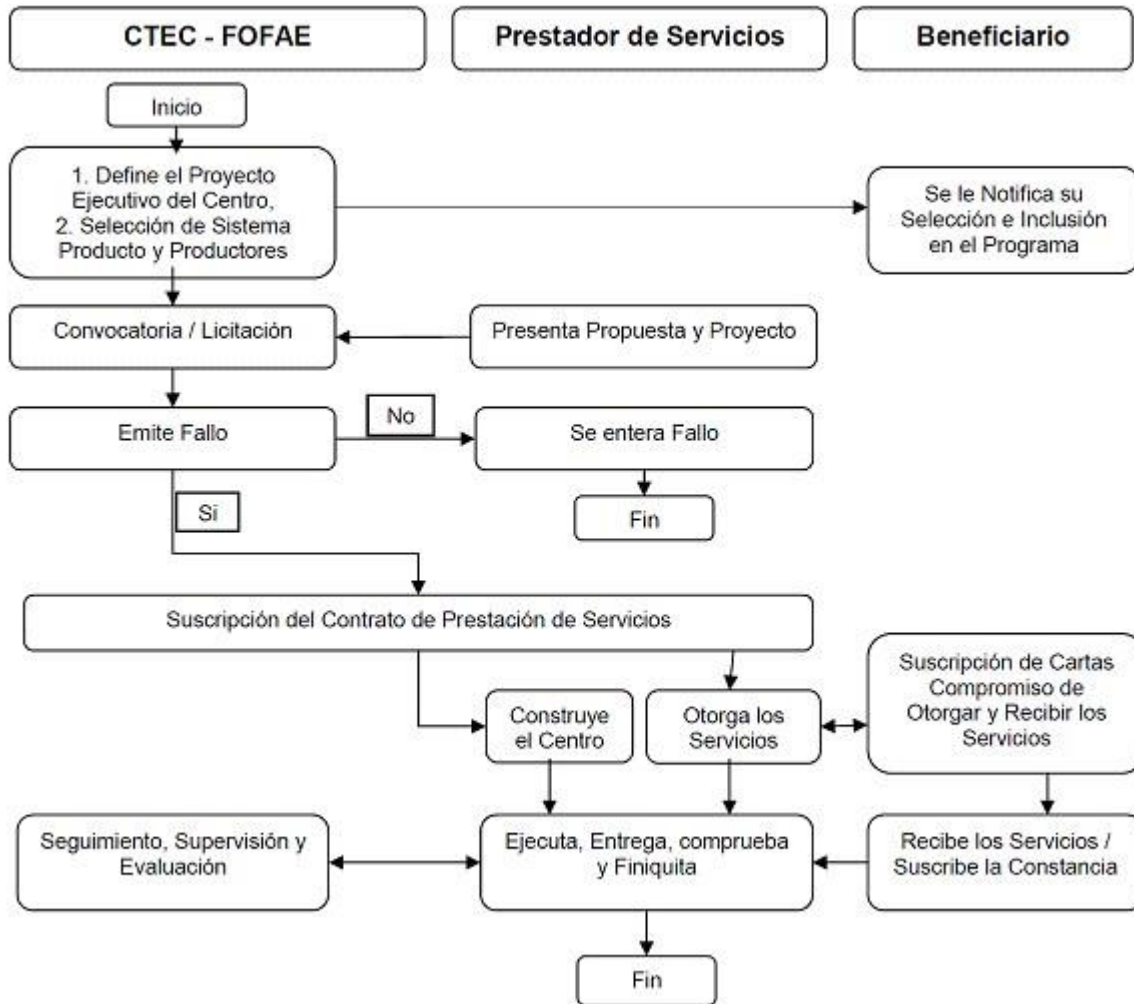 CTEC - FOFAE
Prestador de Servicios
Beneficiario
Inicio
1. Define el Proyecto
Ejecutivo del Centro,
2. Selección de Sistema
Producto y Productores
Se le Notifica su
Selección e Inclusión
en el Programa
Convocatoria / Licitación
Presenta Propuesta y Proyecto
Emite Fallo
No
Se entera Fallo
Si
Fin
Suscripción del Contrato de Prestación de Servicios
Construye
el Centro
Otorga los
Servicios
Suscripción de Cartas
Compromiso de
Otorgar y Recibir los
Servicios
Seguimiento, Supervisión y
Evaluación
Ejecuta, Entrega, comprueba
y Finiquita
Recibe los Servicios /
Suscribe la Constancia
Fin